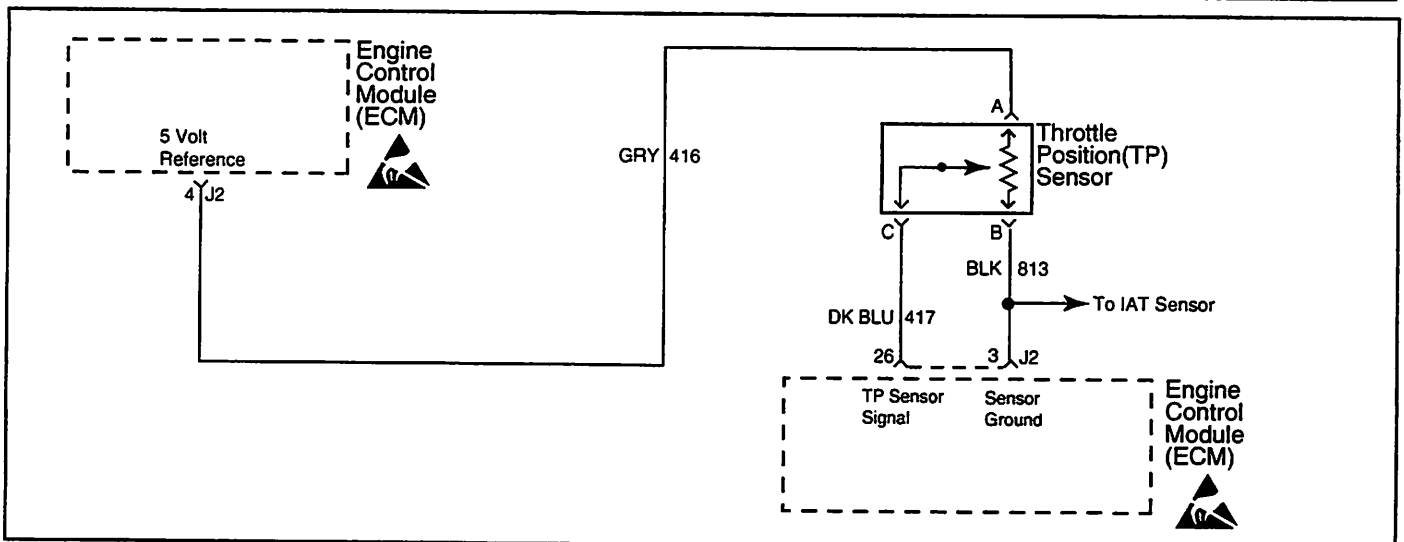 Engine
Control
Module
(ECM)
5 Volt
Reference
4 J2
GRY 416
A
Throttle
Position(TP)
Sensor
C B
BLK 813
To IAT Sensor
DK BLU 417
26 3 J2
TP Sensor
Signal
Sensor
Ground
Engine
Control
Module
(ECM)